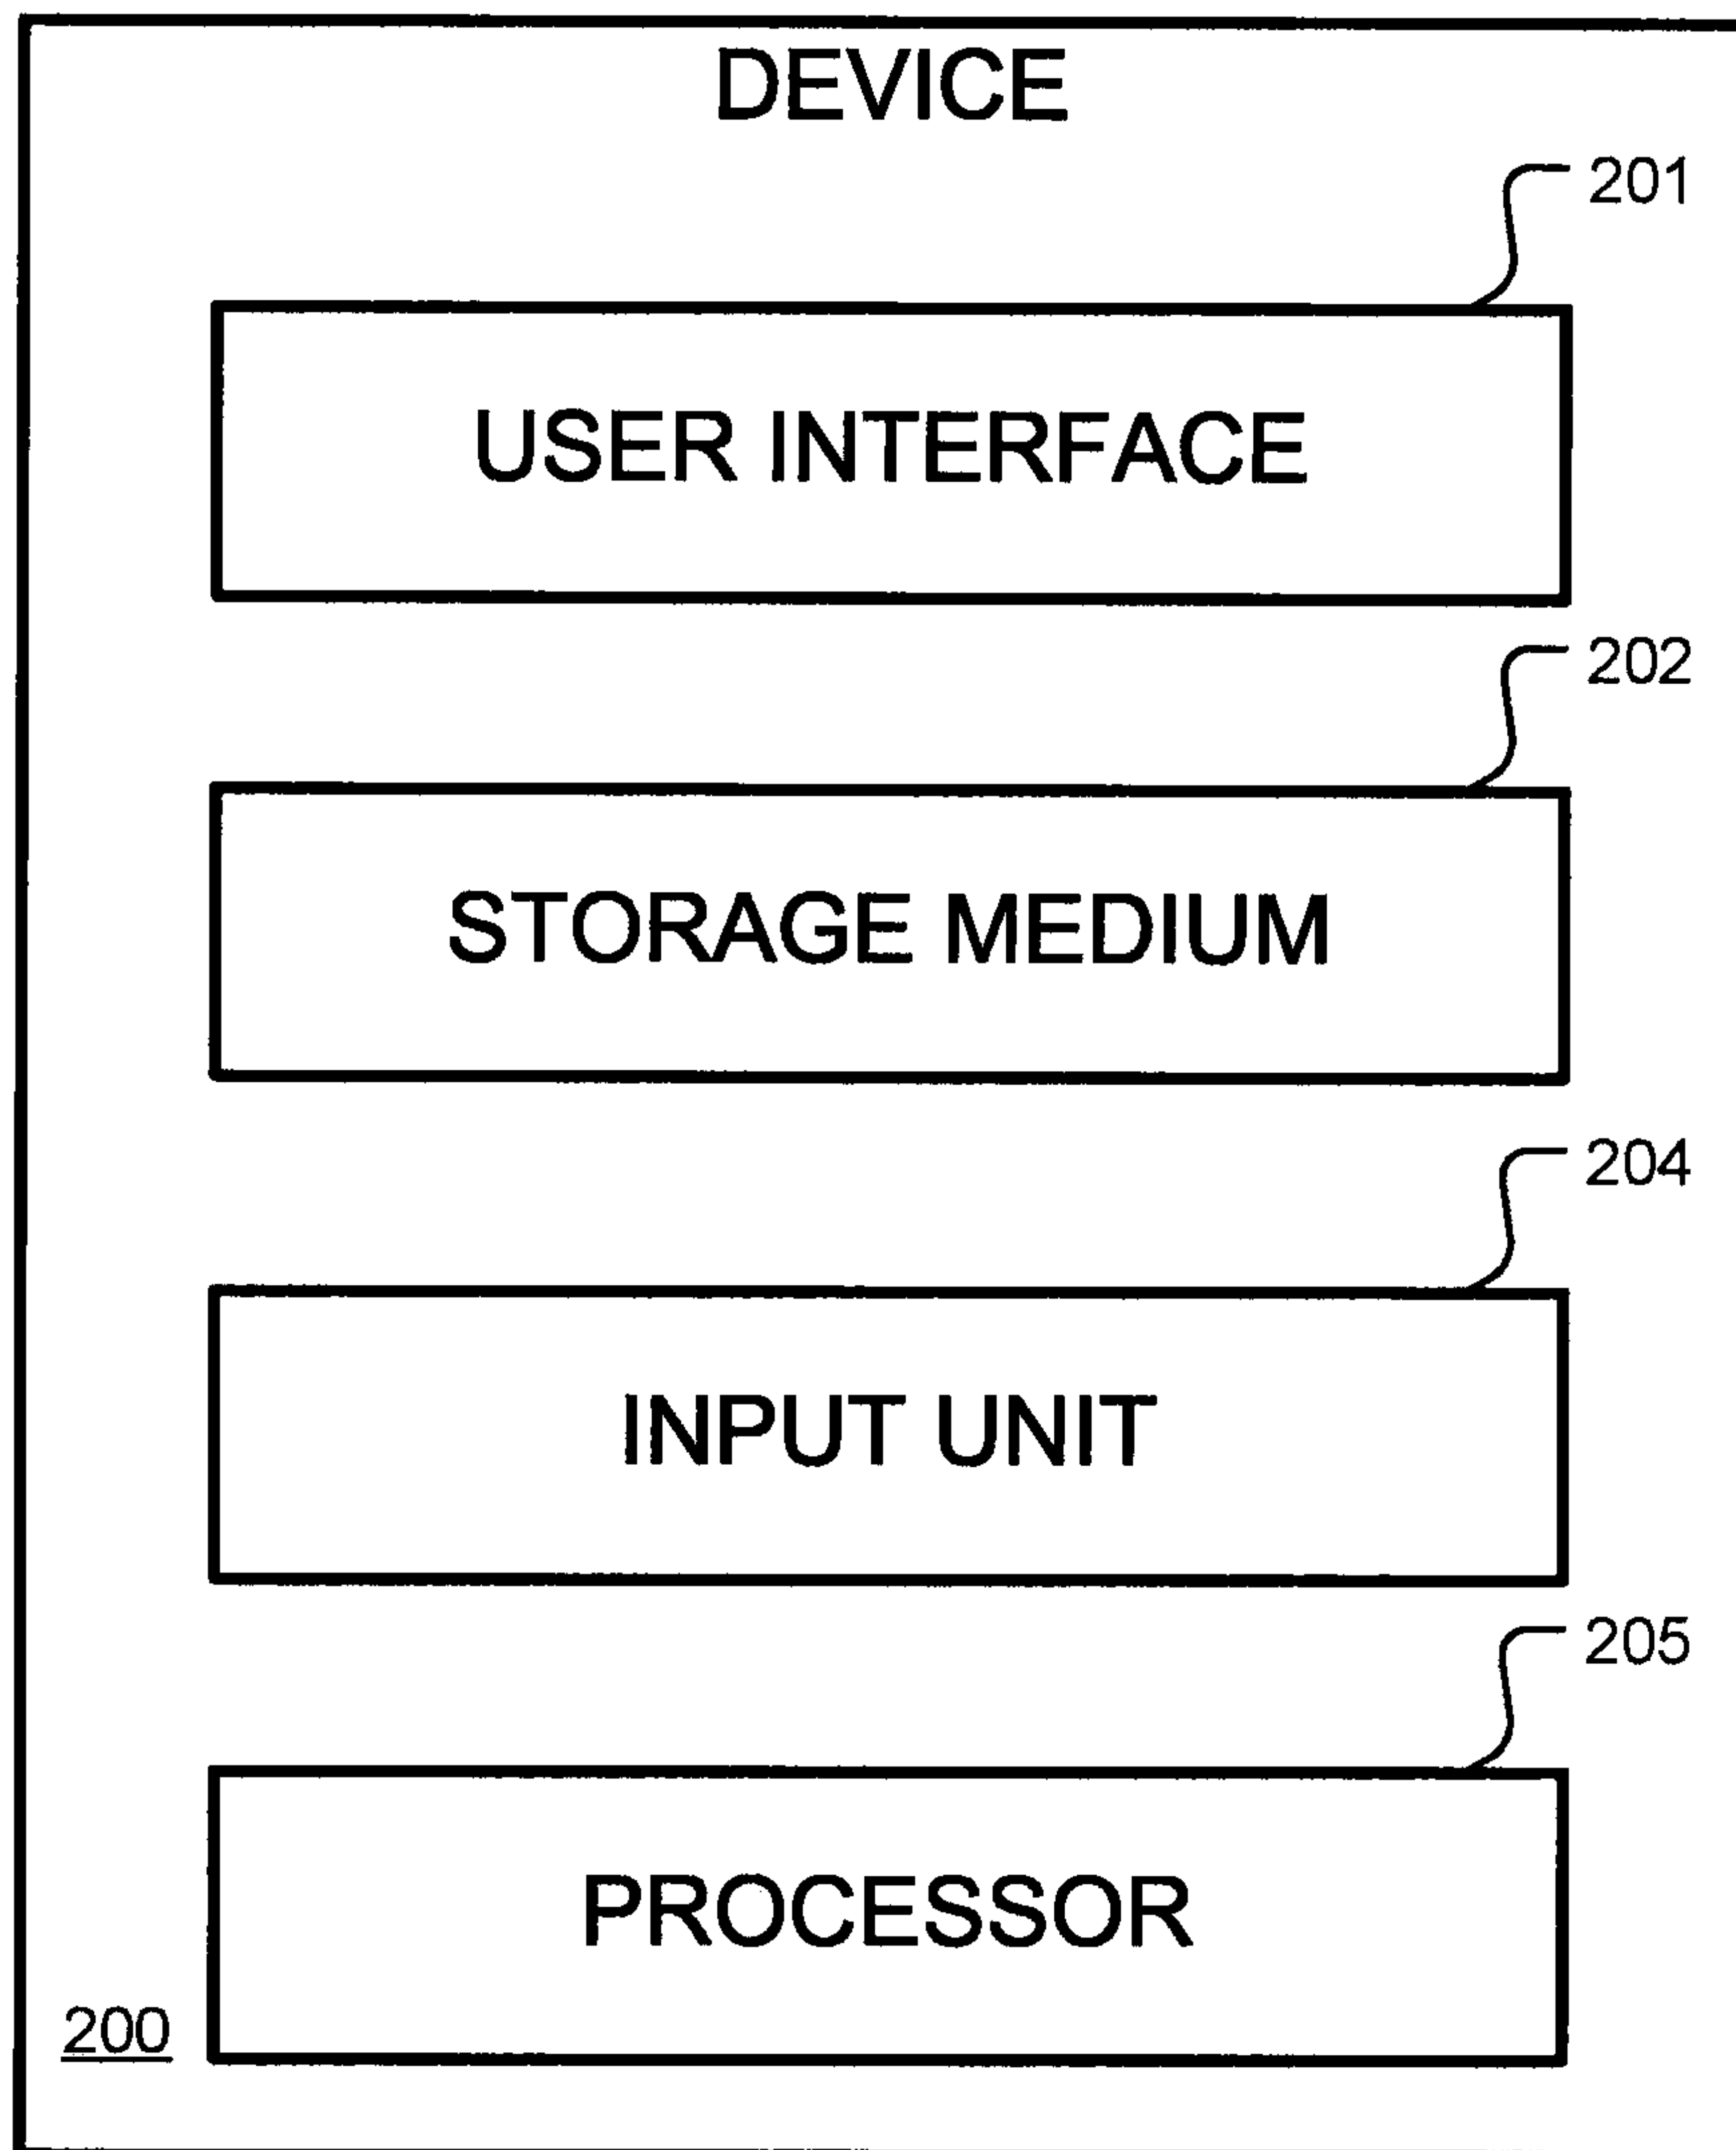 DEVICE
201
USER INTERFACE
202
STORAGE MEDIUM
204
INPUT UNIT
205
PROCESSOR
200